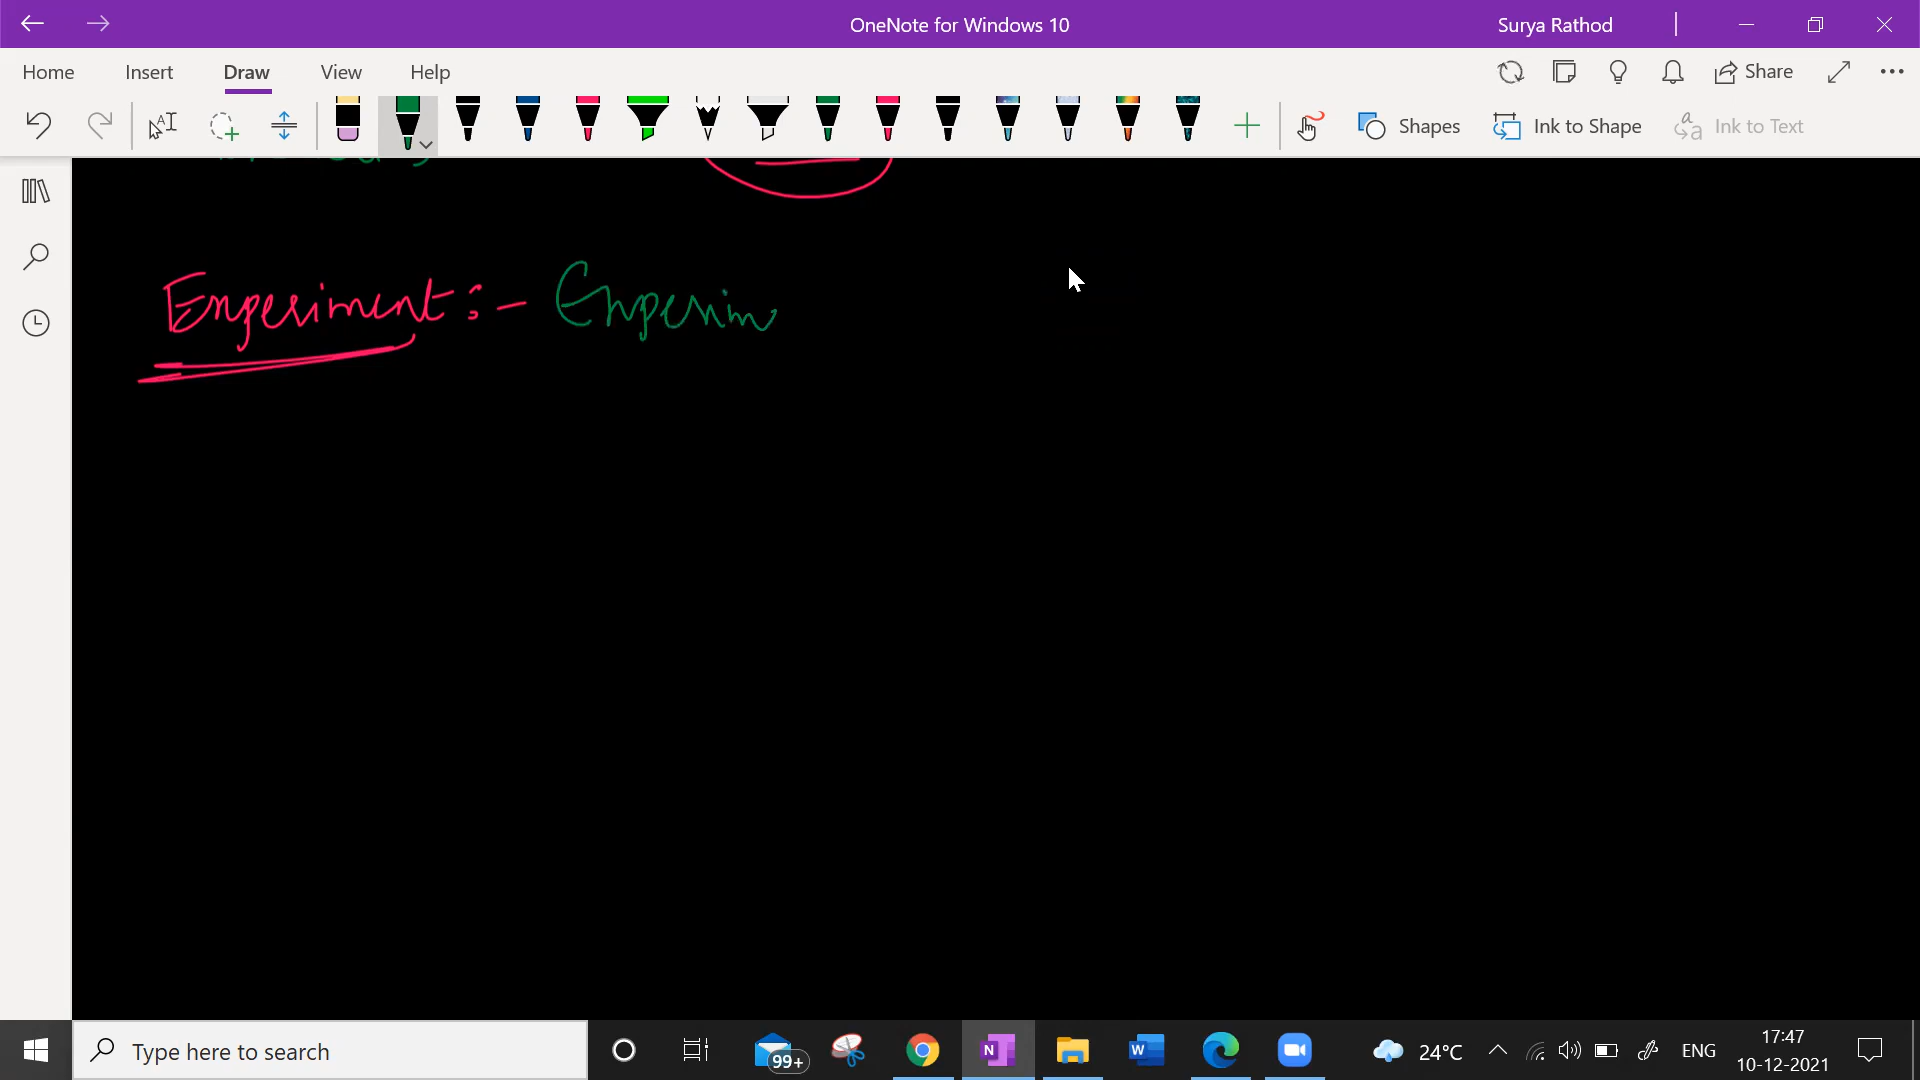 OneNote for Windows 10 Surya Rathod
Home Insert Draw View Help Share
Shapes Ink to Shape Ink to Text
Experiment :- Experim
Type here to search 99+ 24°C ENG 17:47
10-12-2021